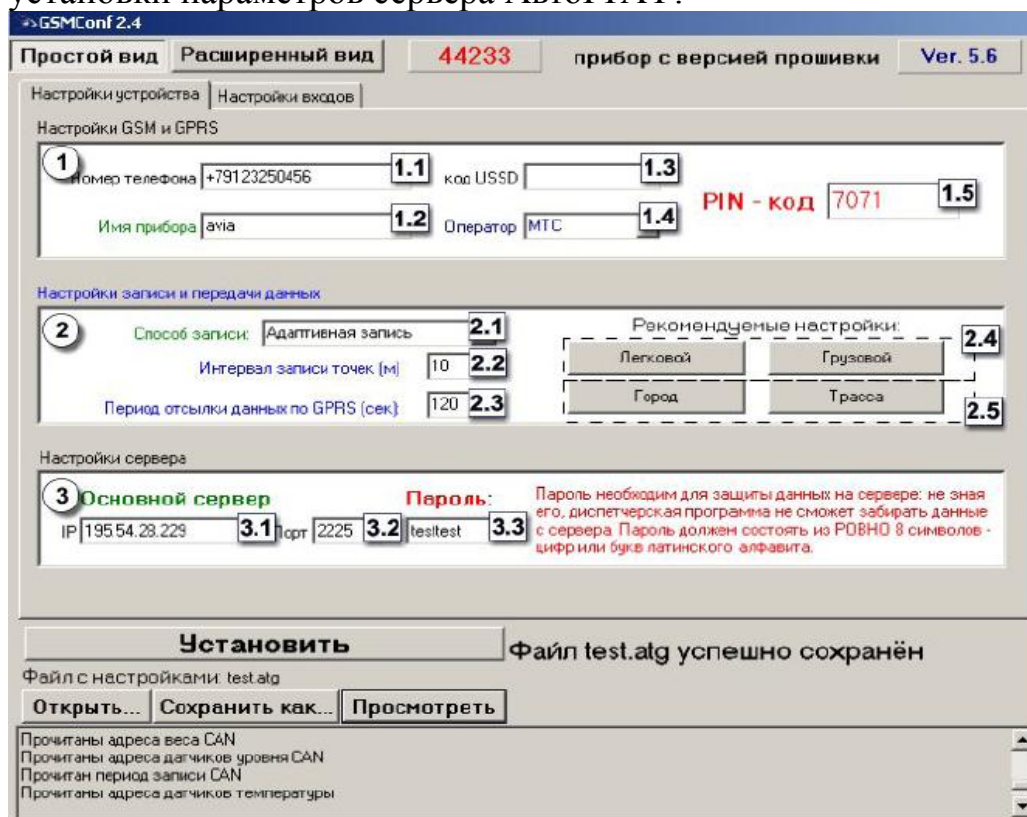 установки параметров сервера АвтоГРАФ:
GSMConf 2.4
Простой вид Расширенный вид 44233 прибор с версией прошивки Ver. 5.6
Настройки устройства Настройки входов
Настройки GSM и GPRS
1 Номер телефона +79123250456 1.1 код USSD 1.3
PIN - код 7071 1.5
Имя прибора avia 1.2 Оператор МТС 1.4
Настройки записи и передачи данных
2 Способ записи: Адаптивная запись 2.1 Рекомендуемые настройки: 2.4
Интервал записи точек (м) 10 2.2 Легковой Грузовой
Период отсылки данных по GPRS (сек): 120 2.3 Город Трасса 2.5
Настройки сервера
3 Основной сервер Пароль:
IP 195.54.28.229 3.1 Порт 2225 3.2 testtest 3.3
Пароль необходим для защиты данных на сервере: не зная
его, диспетчерская программа не сможет забирать данные
с сервера. Пароль должен состоять из РОВНО 8 символов -
цифр или букв латинского алфавита.
Установить Файл test.atg успешно сохранён
Файл с настройками: test.atg
Открыть... Сохранить как... Просмотреть
Прочитаны адреса веса CAN
Прочитаны адреса датчиков уровня CAN
Прочитан период записи CAN
Прочитаны адреса датчиков температуры